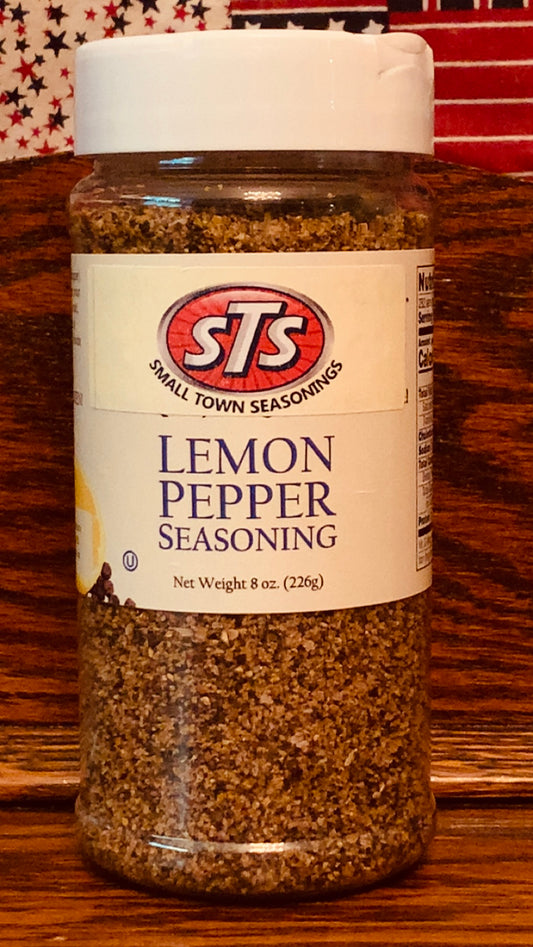 STS
SMALL TOWN SEASONINGS
LEMON
PEPPER
SEASONING
U
Net Weight 8 oz. (226g)